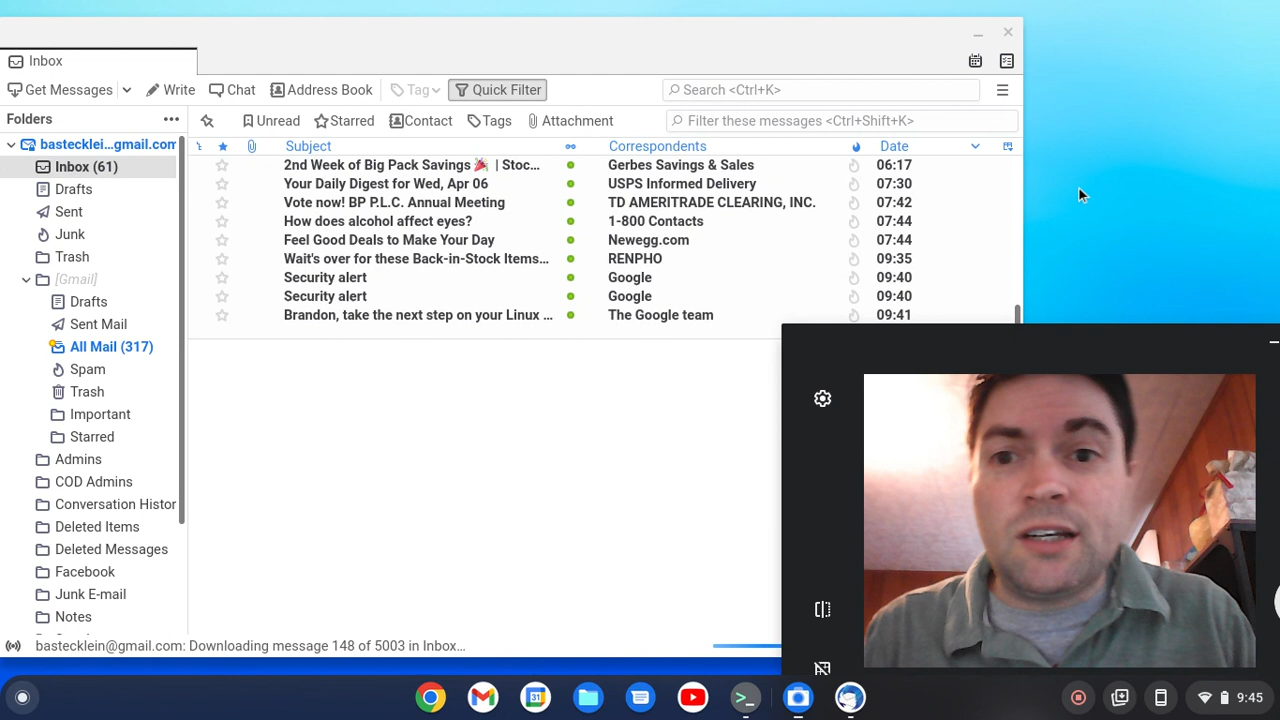 Inbox
Get Messages
Write
Chat
Address Book
Tag
Quick Filter
Search <Ctrl+K>
Folders
•••
Unread
Starred
Contact
Tags
Attachment
Filter these messages <Ctrl+Shift+K>
bastecklei...gmail.com
Subject
Correspondents
Date
Inbox (61)
2nd Week of Big Pack Savings 🎉 | Stoc... Gerbes Savings & Sales 06:17
Drafts
Your Daily Digest for Wed, Apr 06 USPS Informed Delivery 07:30
Sent
Vote now! BP P.L.C. Annual Meeting TD AMERITRADE CLEARING, INC. 07:42
Junk
How does alcohol affect eyes? 1-800 Contacts 07:44
Trash
Feel Good Deals to Make Your Day Newegg.com 07:44
[Gmail]
Wait's over for these Back-in-Stock Items... RENPHO 09:35
Drafts
Security alert Google 09:40
Sent Mail
Security alert Google 09:40
All Mail (317)
Brandon, take the next step on your Linux ... The Google team 09:41
Spam
Trash
Important
Starred
Admins
COD Admins
Conversation Histor
Deleted Items
Deleted Messages
Facebook
Junk E-mail
Notes
bastecklein@gmail.com: Downloading message 148 of 5003 in Inbox...
31
9:45